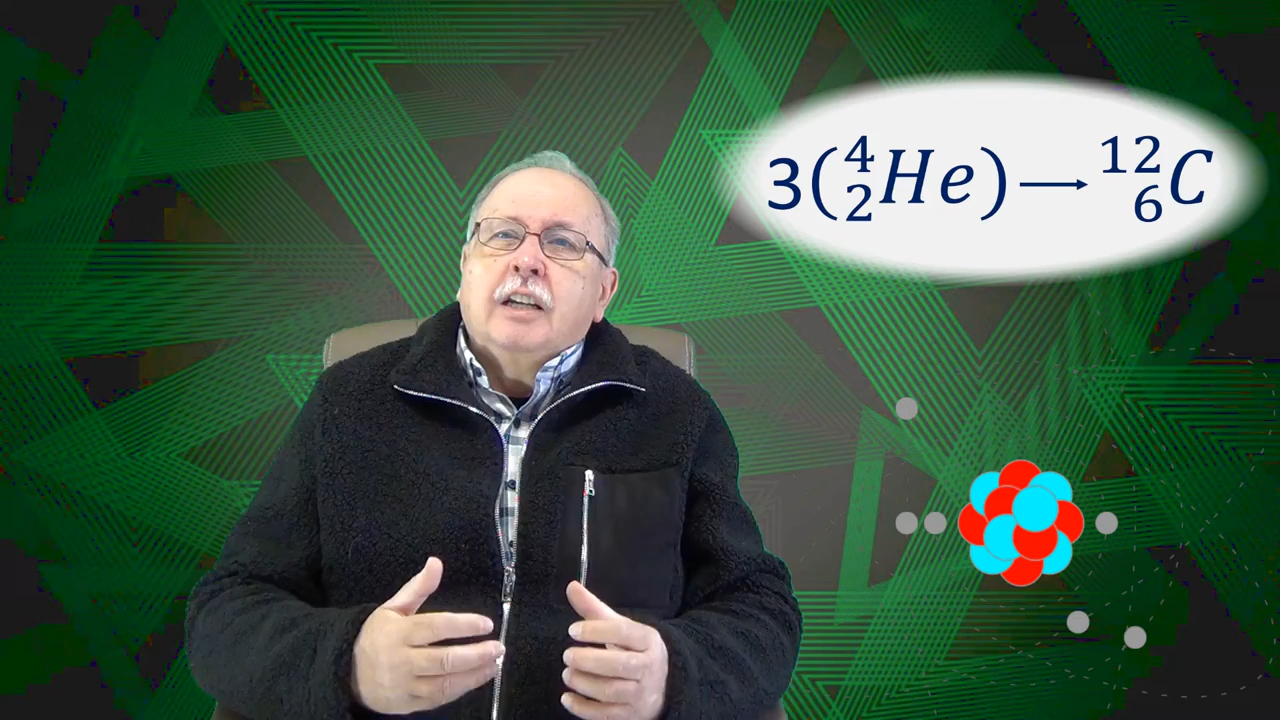 3(⁴₂He) → ¹²₆C